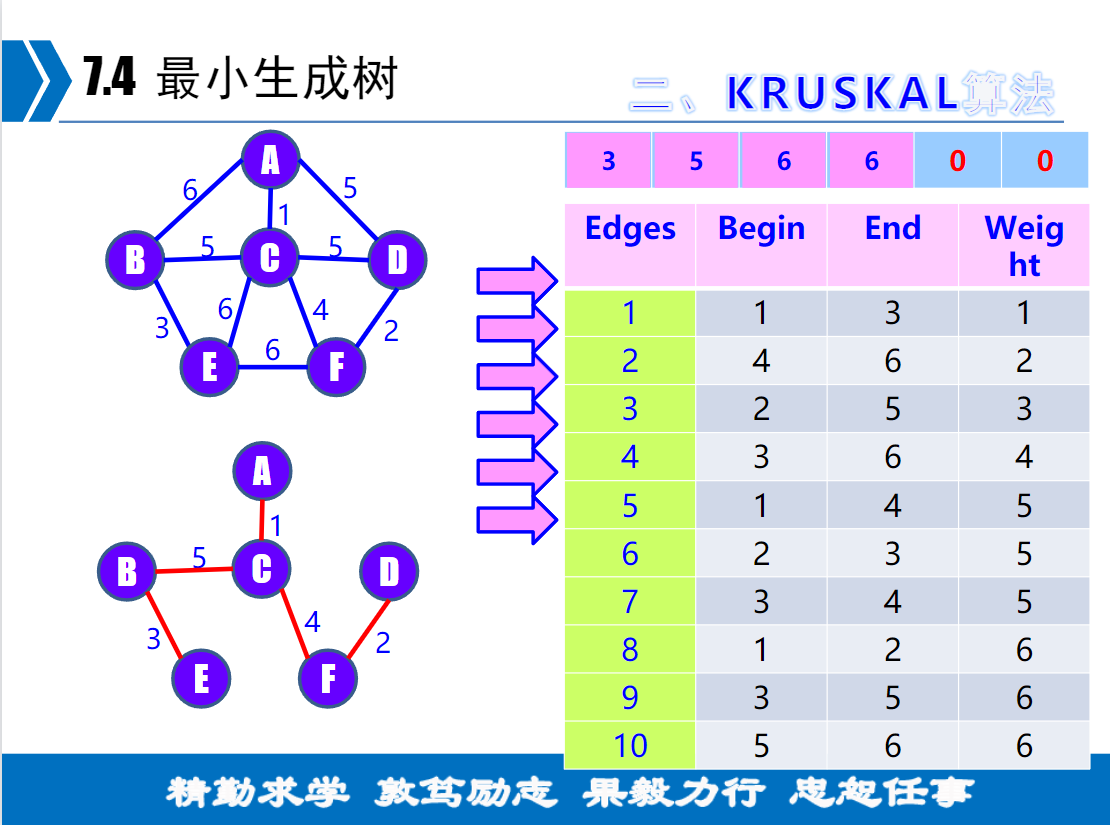 7.4 最小生成树
二、KRUSKAL算法
3 5 6 6 0 0
A
6 5
1
B 5 C 5 D
3 6 4 2
E 6 F
A
1
B 5 C D
3 4 2
E F
Edges Begin End Weig
ht
1 1 3 1
2 4 6 2
3 2 5 3
4 3 6 4
5 1 4 5
6 2 3 5
7 3 4 5
8 1 2 6
9 3 5 6
10 5 6 6
精勤求学 敦笃励志 果毅力行 忠恕任事